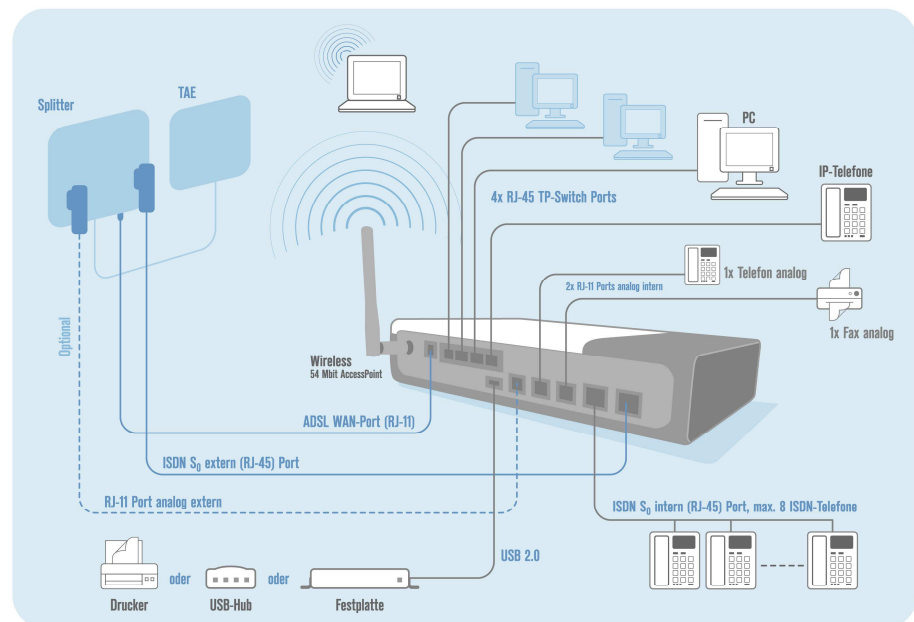 Splitter
TAE
PC
IP-Telefone
4x RJ-45 TP-Switch Ports
1x Telefon analog
2x RJ-11 Ports analog intern
1x Fax analog
Optional
Wireless
54 Mbit AccessPoint
ADSL WAN-Port (RJ-11)
ISDN S₀ extern (RJ-45) Port
RJ-11 Port analog extern
ISDN S₀ intern (RJ-45) Port, max. 8 ISDN-Telefone
USB 2.0
oder
oder
Drucker
USB-Hub
Festplatte